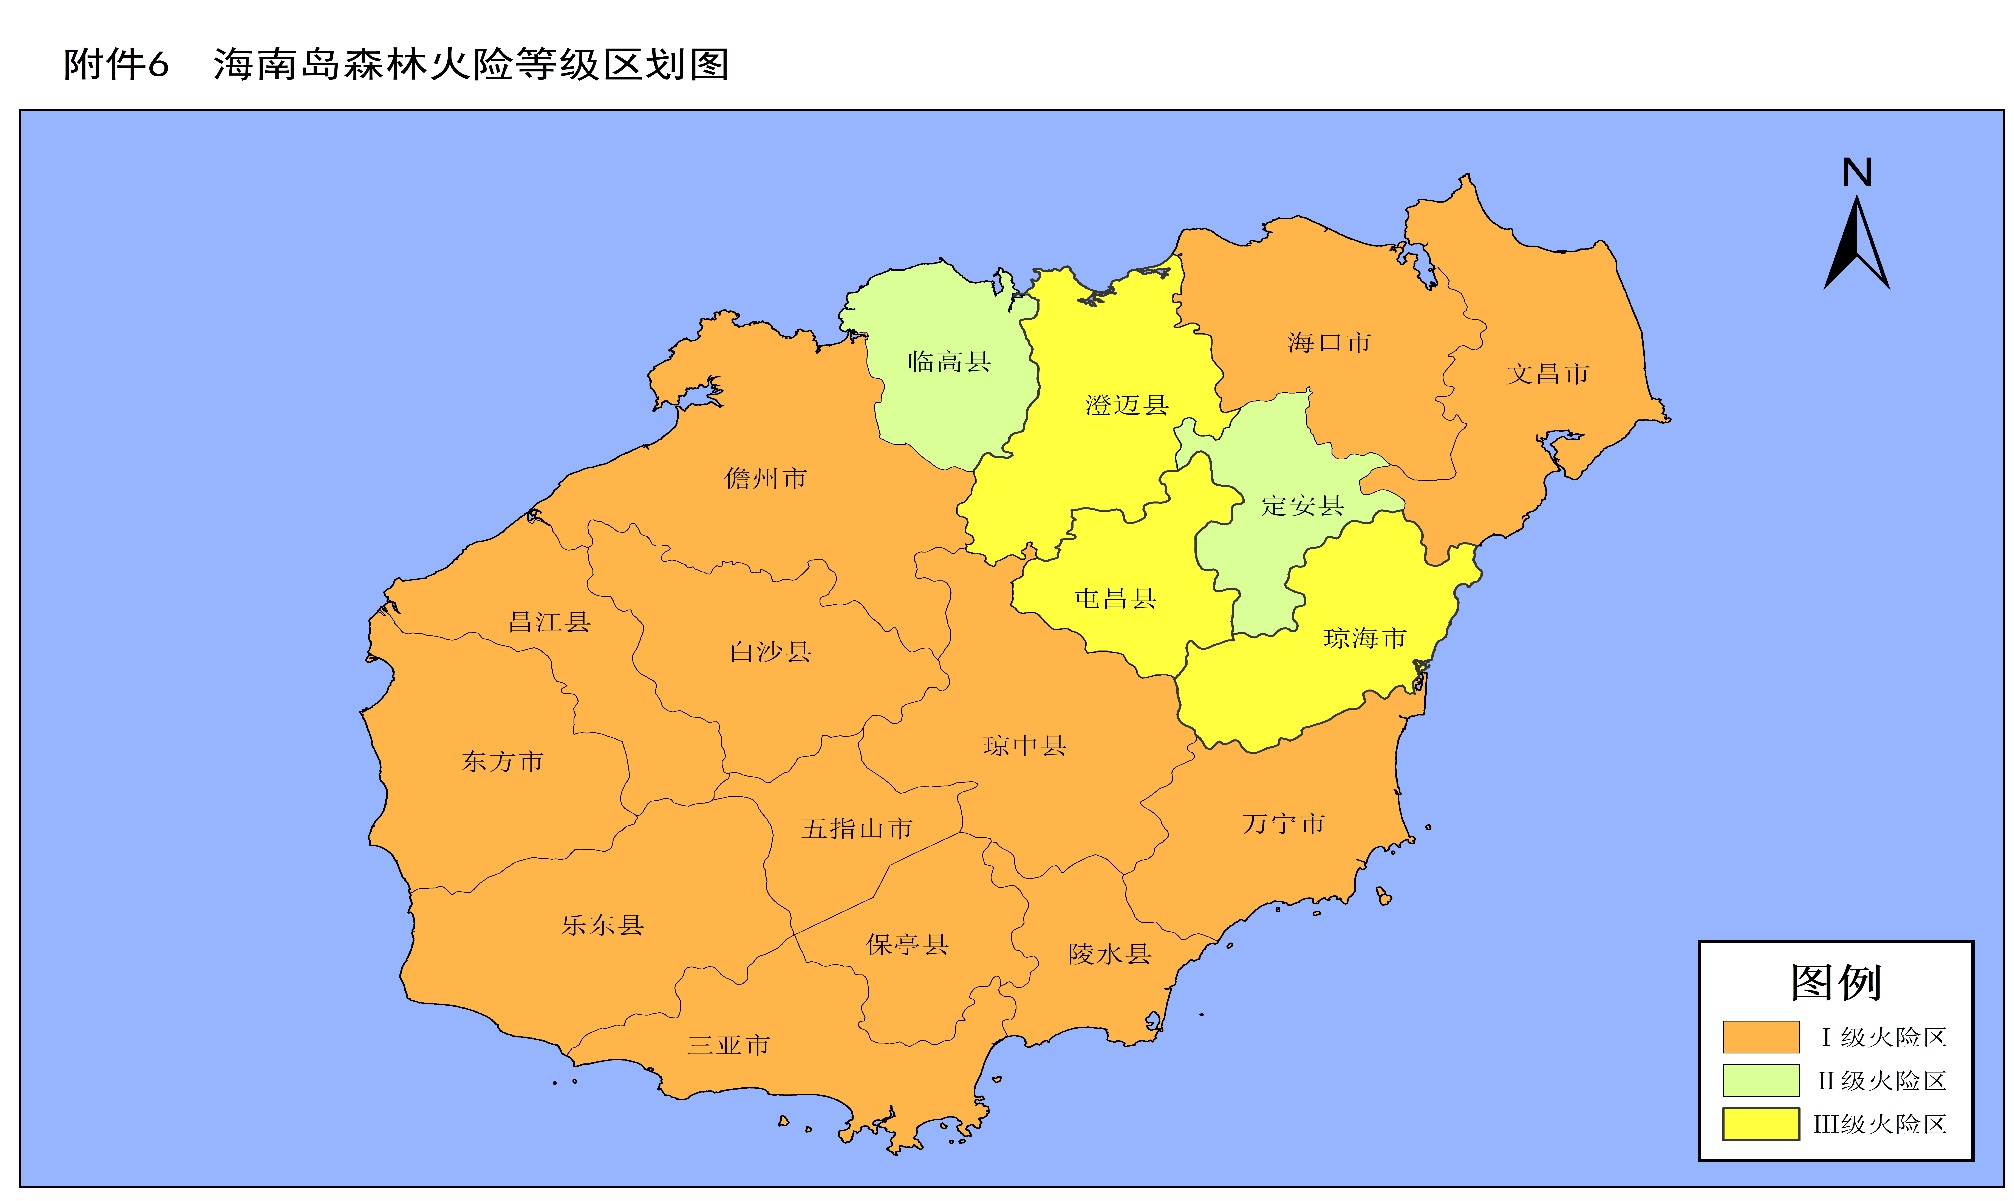 附件6 海南岛森林火险等级区划图
N
海口市
文昌市
临高县
澄迈县
儋州市
定安县
屯昌县
昌江县
琼海市
白沙县
琼中县
东方市
万宁市
五指山市
乐东县
保亭县
陵水县
三亚市
图例
Ⅰ级火险区
Ⅱ级火险区
Ⅲ级火险区